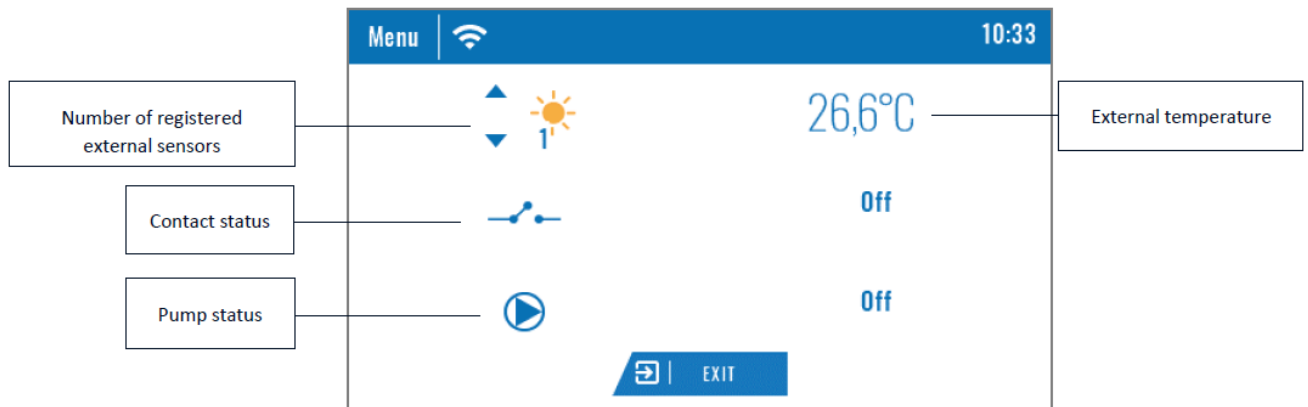 Menu
10:33
Number of registered
external sensors
1
26,6°C
External temperature
Contact status
Off
Pump status
Off
EXIT